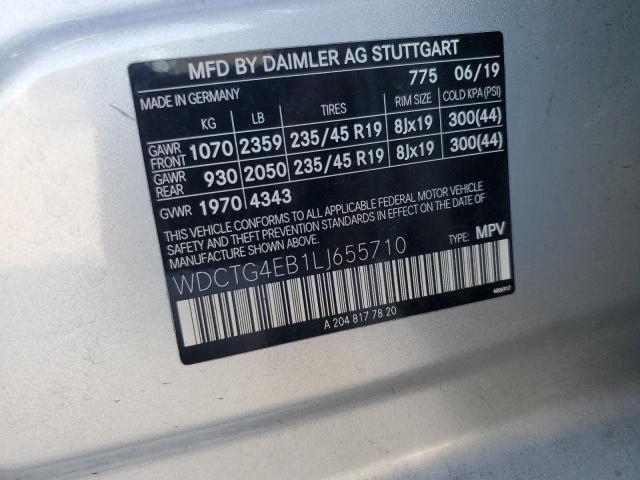 MFD BY DAIMLER AG STUTTGART
775 06/19
MADE IN GERMANY
KG LB TIRES RIM SIZE COLD KPA (PSI)
GAWR FRONT 1070 2359 235/45 R19 8Jx19 300(44)
GAWR REAR 930 2050 235/45 R19 8Jx19 300(44)
GVWR 1970 4343
THIS VEHICLE CONFORMS TO ALL APPLICABLE FEDERAL MOTOR VEHICLE
SAFETY AND THEFT PREVENTION STANDARDS IN EFFECT ON THE DATE OF
MANUFACTURE SHOWN ABOVE.
TYPE: MPV
WDCTG4EB1LJ655710
A 204 817 78 20